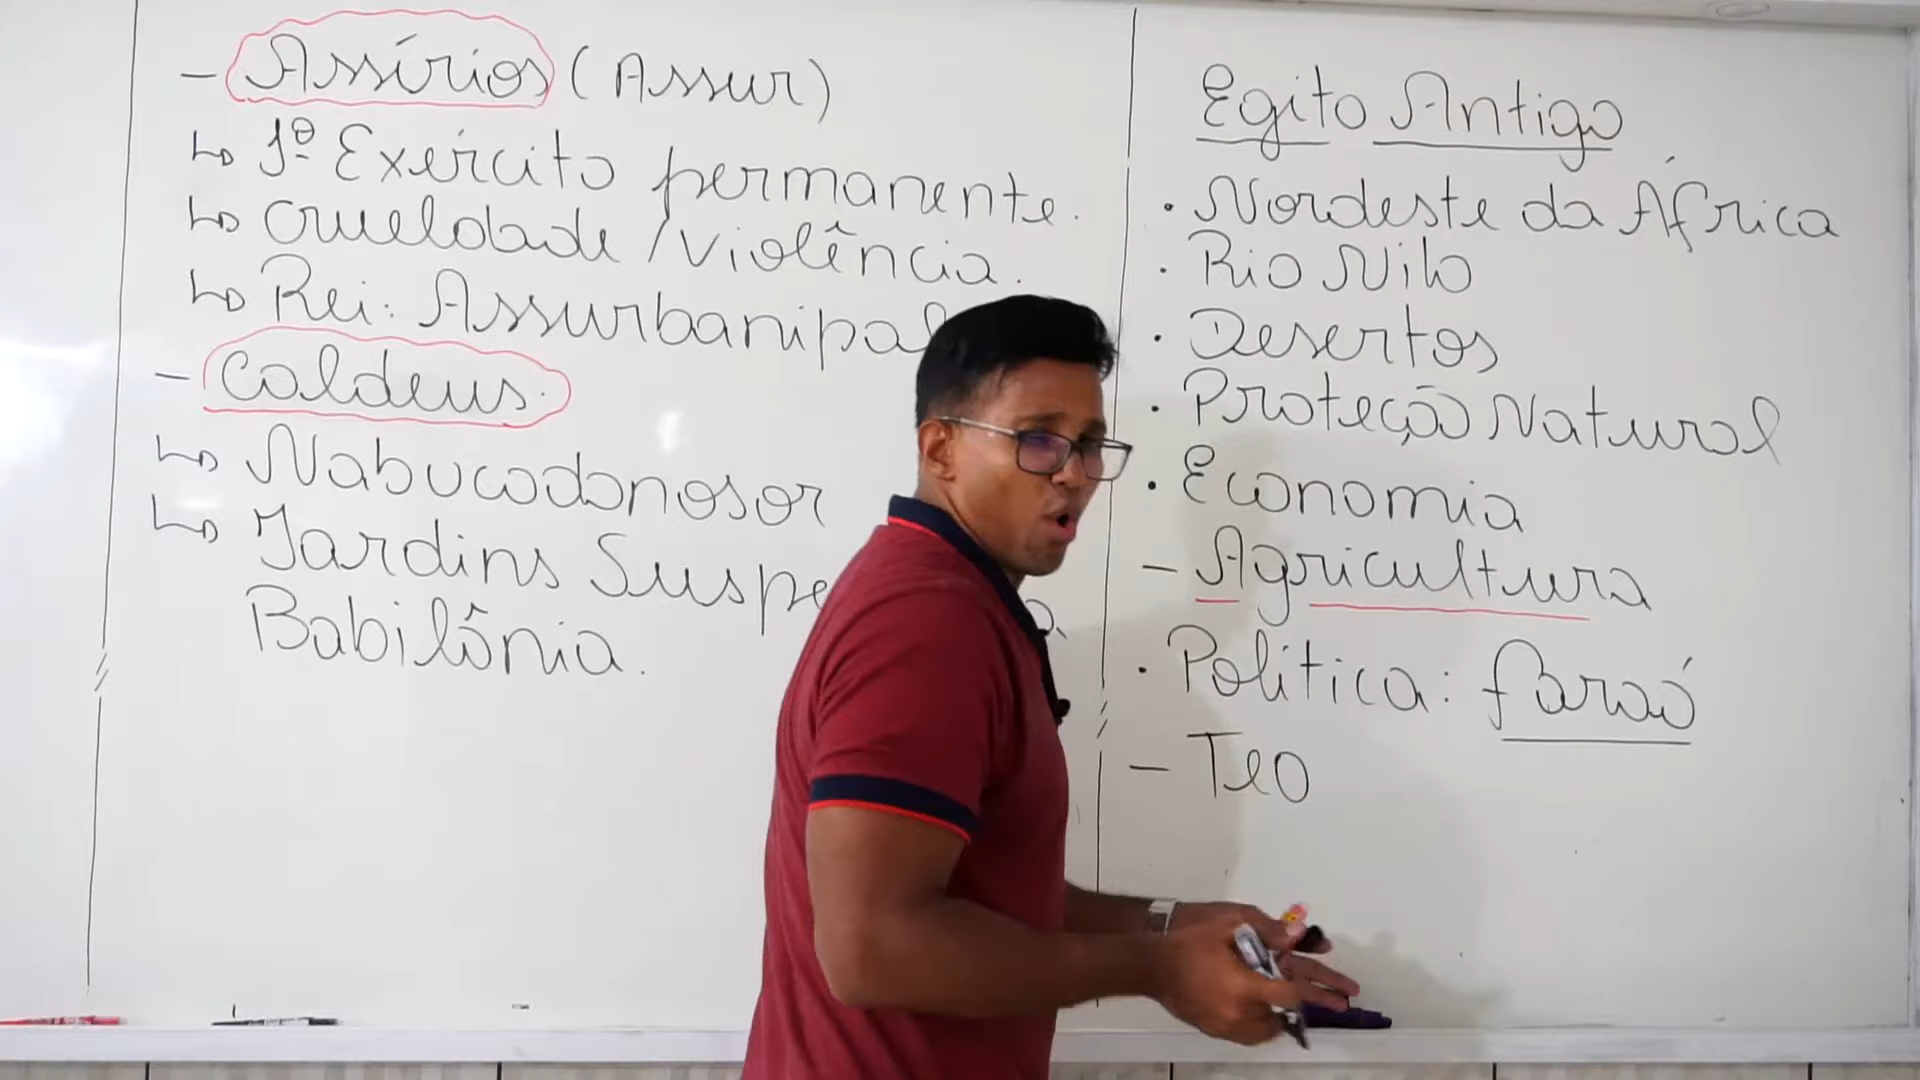 - Assírios (Assur)
↳ 1º Exército permanente.
↳ Crueldade / Violência.
↳ Rei: Assurbanipal
- Caldeus.
↳ Nabucodonosor
↳ Jardins Suspe
Babilônia.
Egito Antigo
• Nordeste da África
• Rio Nilo
• Desertos
• Proteção Natural
• Economia
- Agricultura
• Política: faraó
- Teo